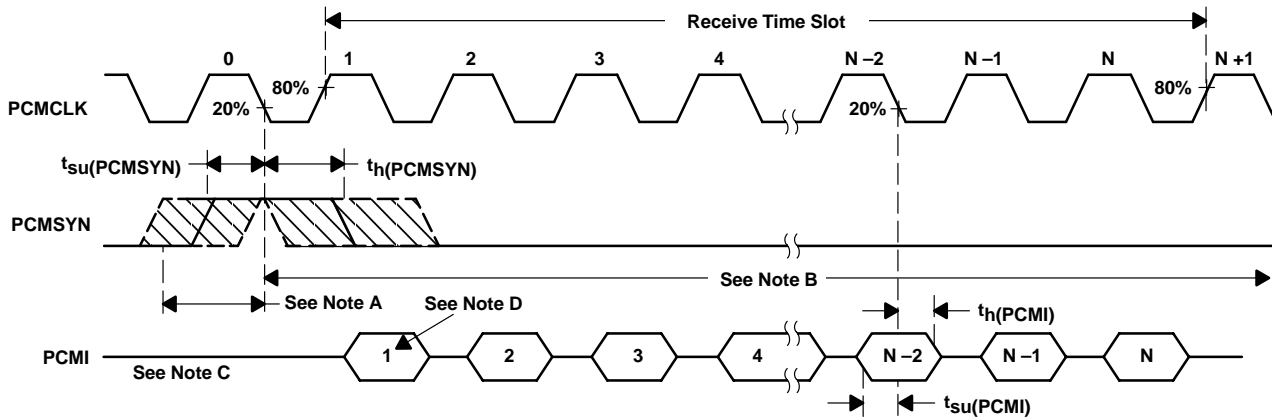 Receive Time Slot
0 1 2 3 4 N –2 N –1 N N +1
80% 80%
PCMCLK 20% 20%
tsu(PCMSYN) th(PCMSYN)
PCMSYN
See Note B
See Note A See Note D
th(PCMI)
PCMI 1 2 3 4 N –2 N –1 N
See Note C
tsu(PCMI)